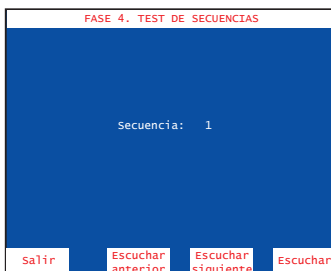 FASE 4. TEST DE SECUENCIAS
Secuencia: 1
Salir
Escuchar
anterior
Escuchar
siguiente
Escuchar